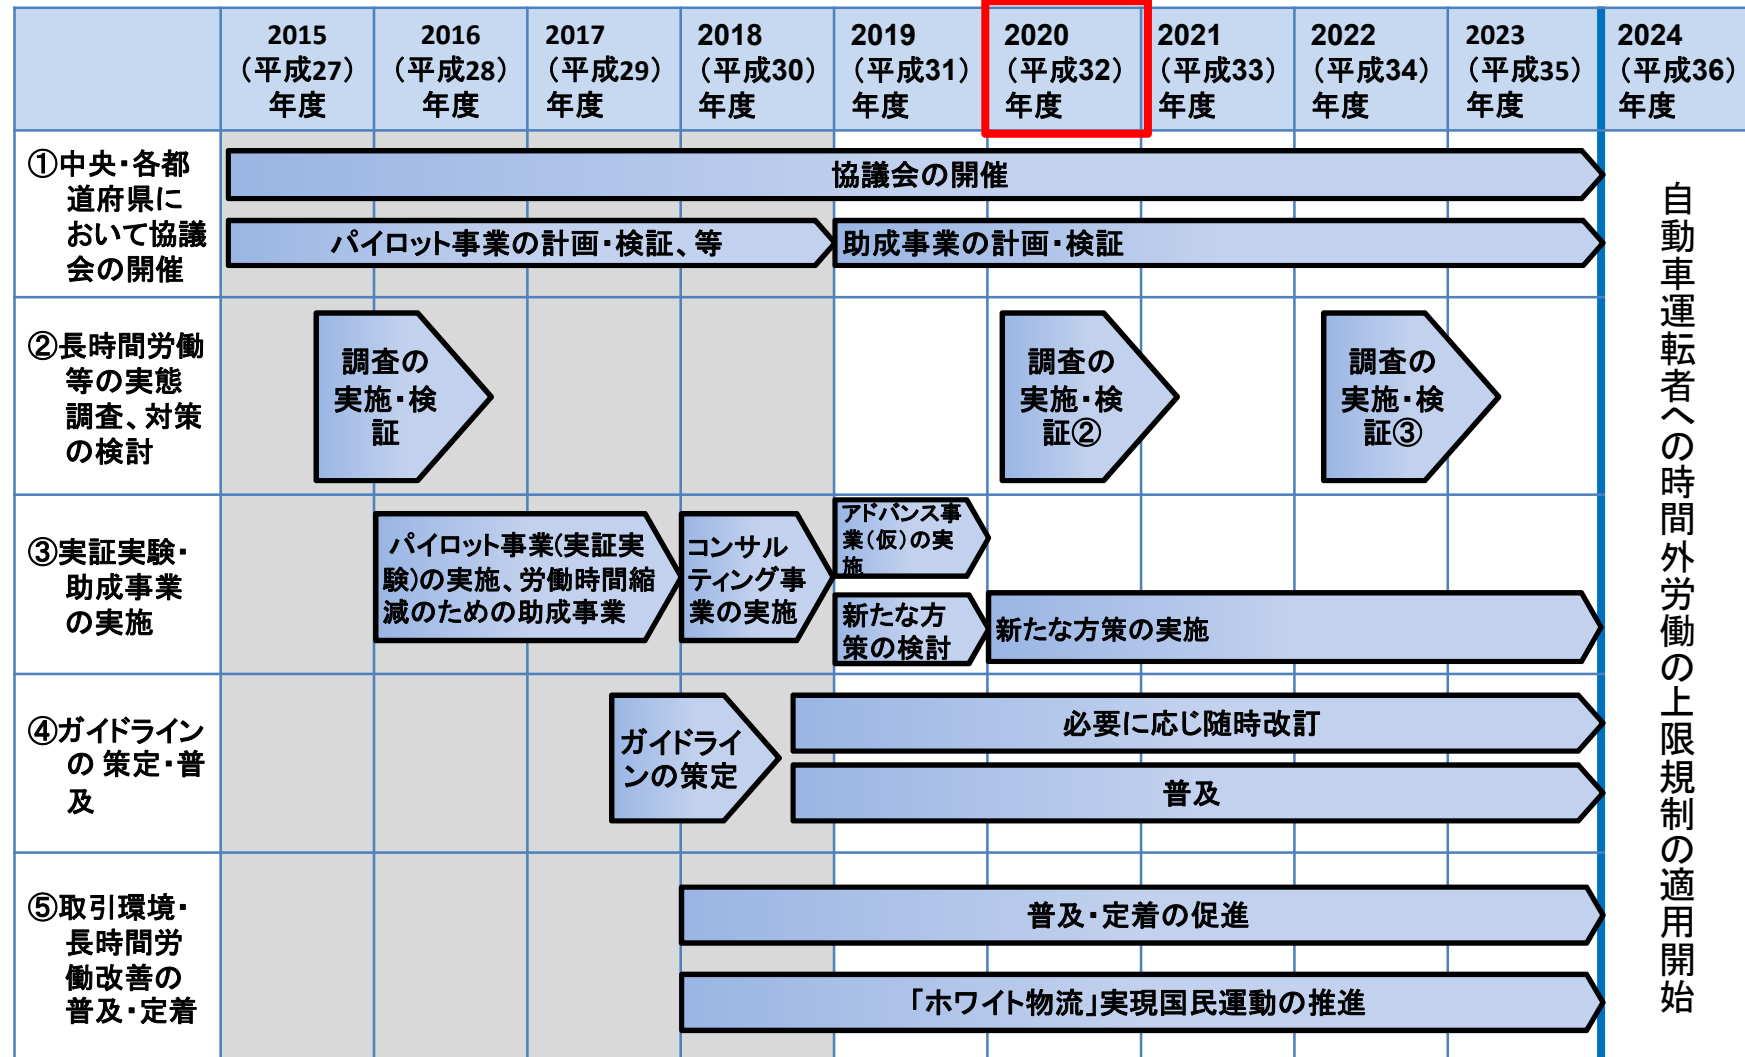 2015
（平成27）
年度
2016
（平成28）
年度
2017
（平成29）
年度
2018
（平成30）
年度
2019
（平成31）
年度
2020
（平成32）
年度
2021
（平成33）
年度
2022
（平成34）
年度
2023
（平成35）
年度
2024
（平成36）
年度
①中央・各都
道府県に
おいて協議
会の開催
協議会の開催
パイロット事業の計画・検証、等
助成事業の計画・検証
②長時間労働
等の実態
調査、対策
の検討
調査の
実施・検
証
調査の
実施・検
証②
調査の
実施・検
証③
③実証実験・
助成事業
の実施
パイロット事業(実証実
験)の実施、労働時間縮
減のための助成事業
コンサル
ティング事
業の実施
アドバンス事
業（仮）の実
施
新たな方
策の検討
新たな方策の実施
④ガイドライン
の 策定・普
及
ガイドライ
ンの策定
必要に応じ随時改訂
普及
⑤取引環境・
長時間労
働改善の
普及・定着
普及・定着の促進
「ホワイト物流」実現国民運動の推進
自動車運転者への時間外労働の上限規制の適用開始